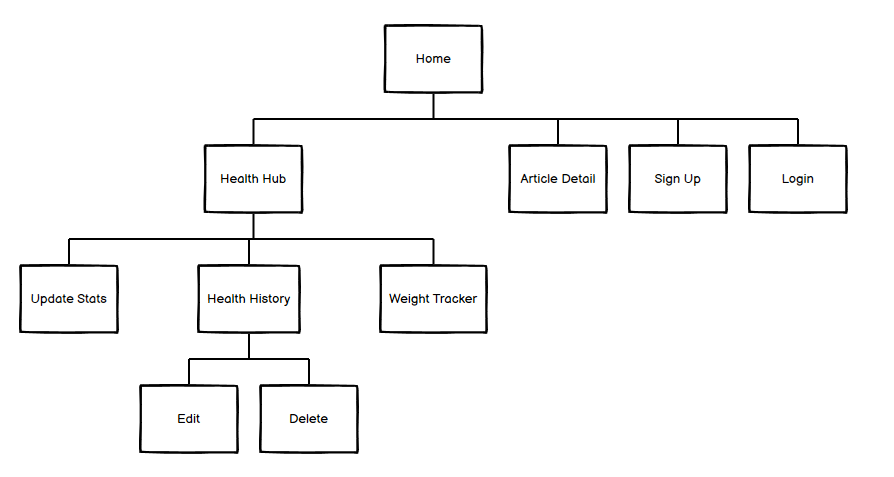 Home
Health Hub
Article Detail
Sign Up
Login
Update Stats
Health History
Weight Tracker
Edit
Delete